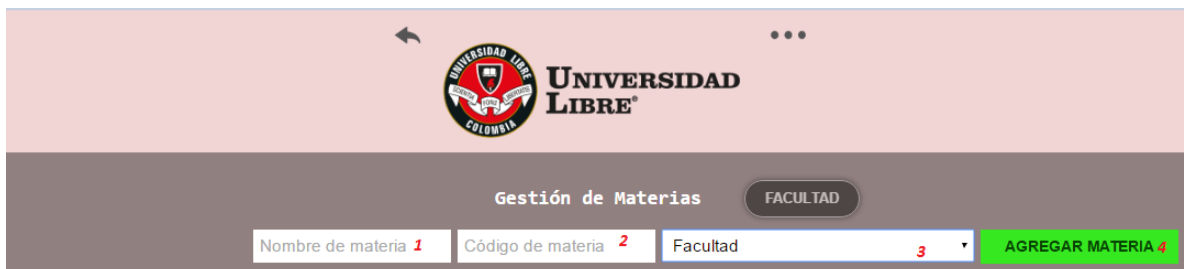 •••
UNIVERSIDAD LIBRE
COLOMBIA
UNIVERSIDAD
LIBRE®
Gestión de Materias FACULTAD
Nombre de materia 1 Código de materia 2 Facultad 3 AGREGAR MATERIA 4